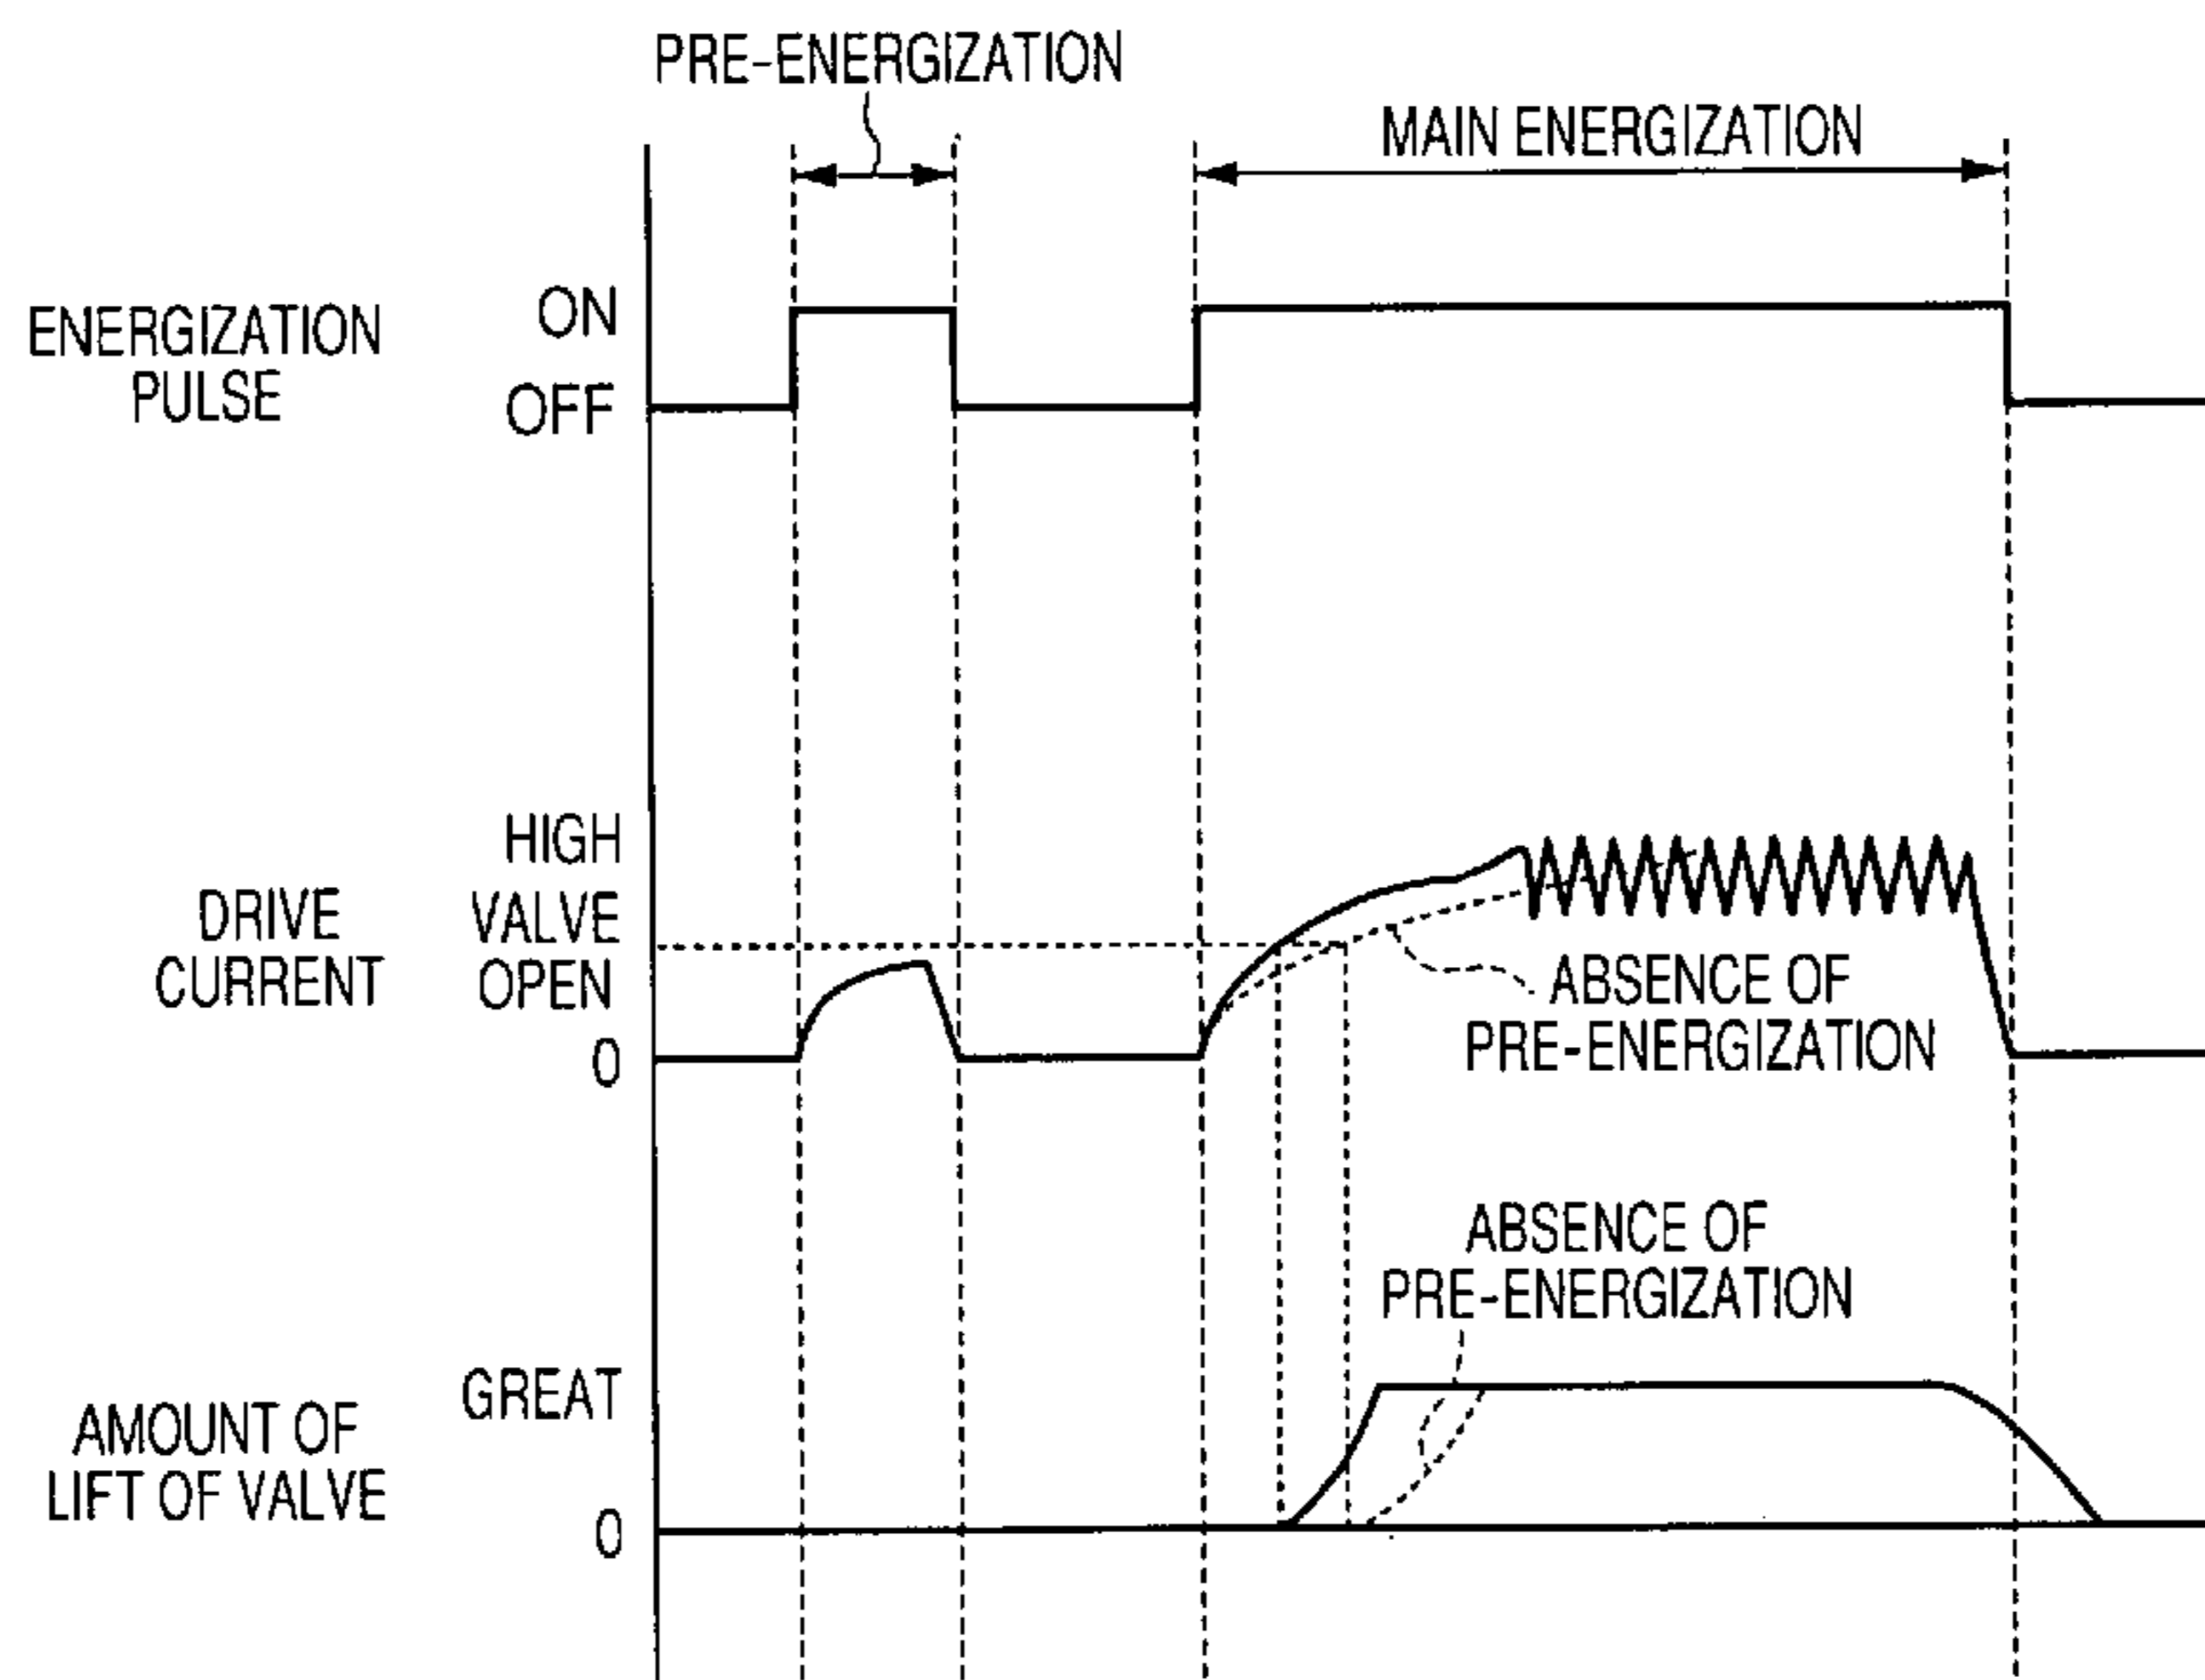 PRE-ENERGIZATION
MAIN ENERGIZATION
ENERGIZATION
PULSE
ON
OFF
DRIVE
CURRENT
HIGH
VALVE
OPEN
0
ABSENCE OF
PRE-ENERGIZATION
ABSENCE OF
PRE-ENERGIZATION
AMOUNT OF
LIFT OF VALVE
GREAT
0